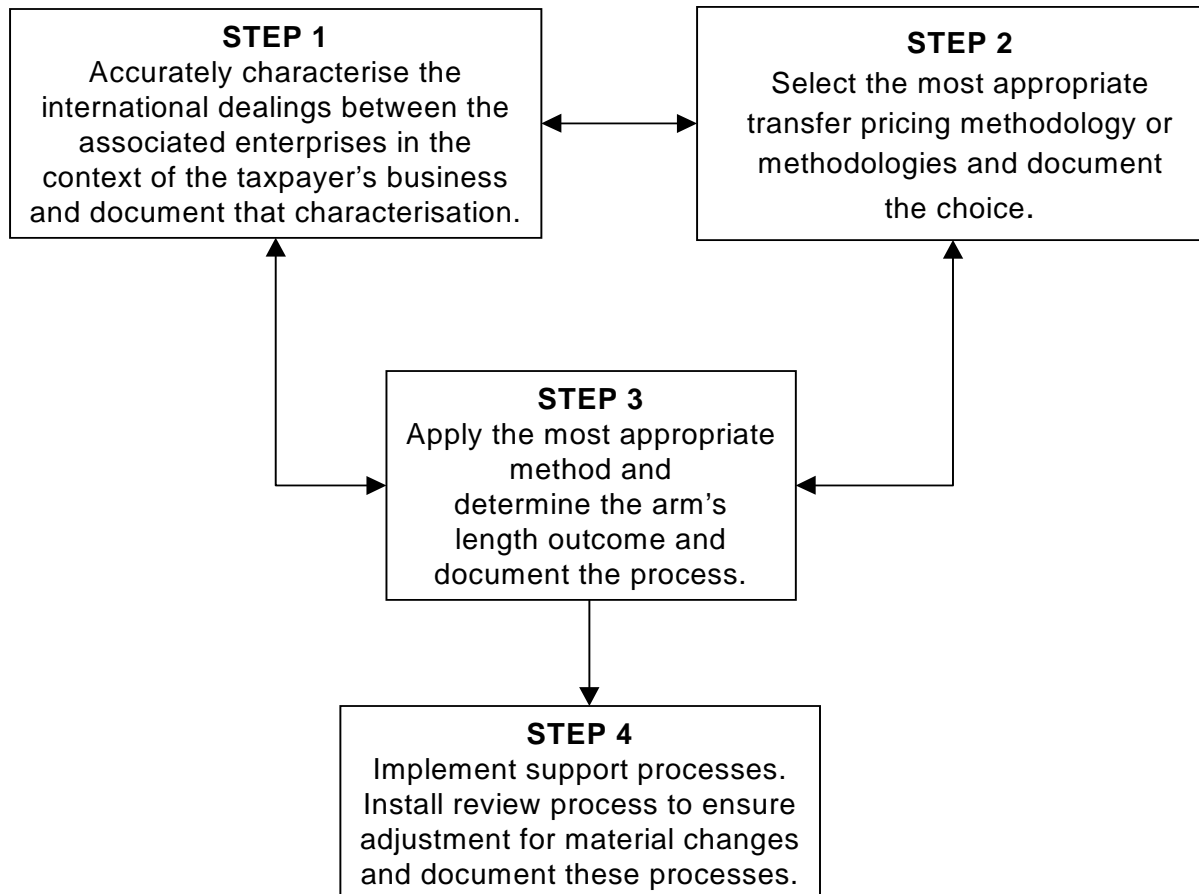 STEP 1
Accurately characterise the
international dealings between the
associated enterprises in the
context of the taxpayer's business
and document that characterisation.
STEP 2
Select the most appropriate
transfer pricing methodology or
methodologies and document
the choice.
STEP 3
Apply the most appropriate
method and
determine the arm's
length outcome and
document the process.
STEP 4
Implement support processes.
Install review process to ensure
adjustment for material changes
and document these processes.